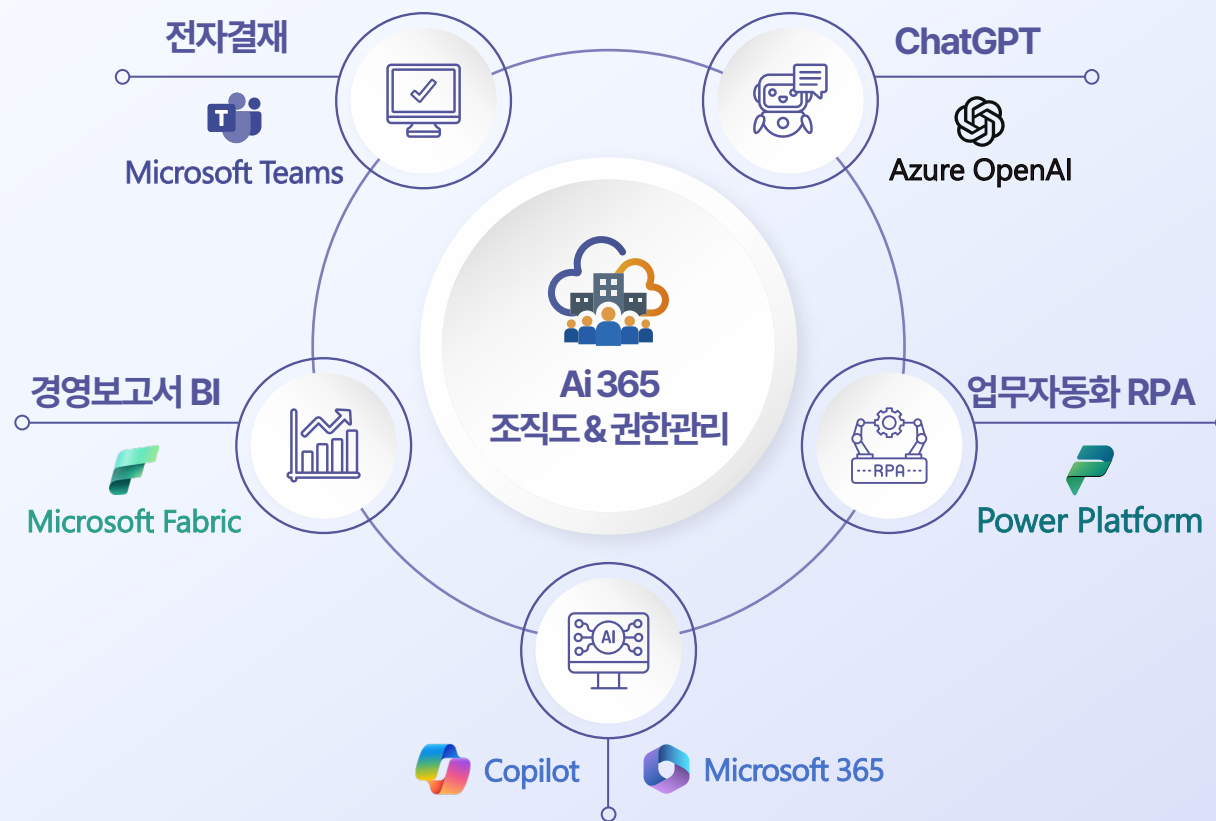 전자결재
T
Microsoft Teams
ChatGPT
Azure OpenAI
Ai 365
조직도 & 권한관리
경영보고서 BI
Microsoft Fabric
업무자동화 RPA
RPA
Power Platform
AI
Copilot
Microsoft 365